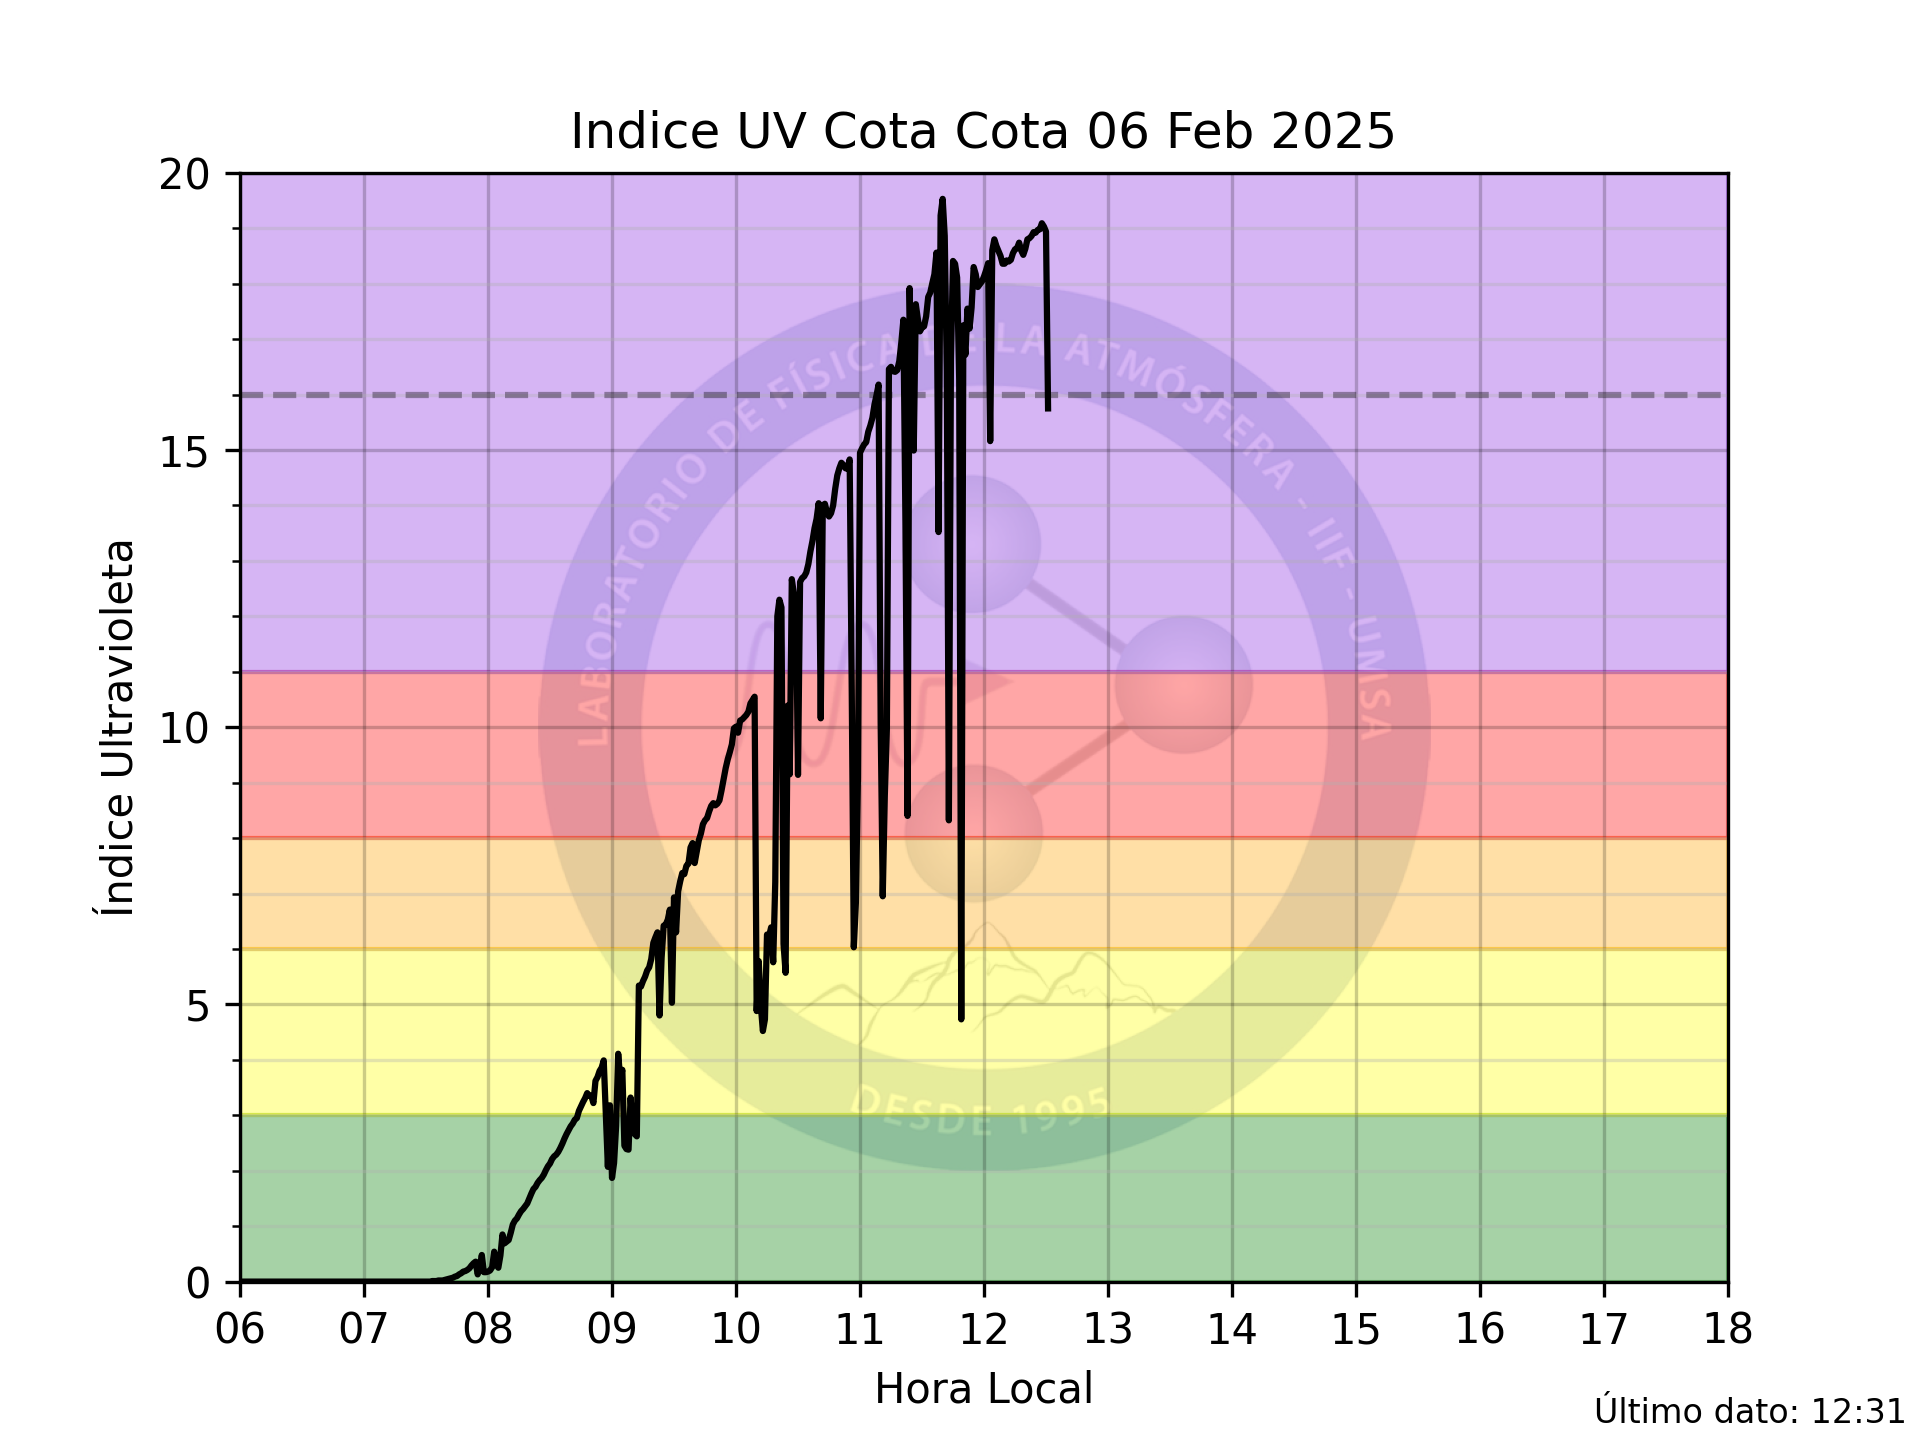 Indice UV Cota Cota 06 Feb 2025
20
15
10
5
0
Índice Ultravioleta
LABORATORIO DE FÍSICA DE LA ATMÓSFERA - IIF - UMSA
DESDE 1995
06 07 08 09 10 11 12 13 14 15 16 17 18
Hora Local
Último dato: 12:31